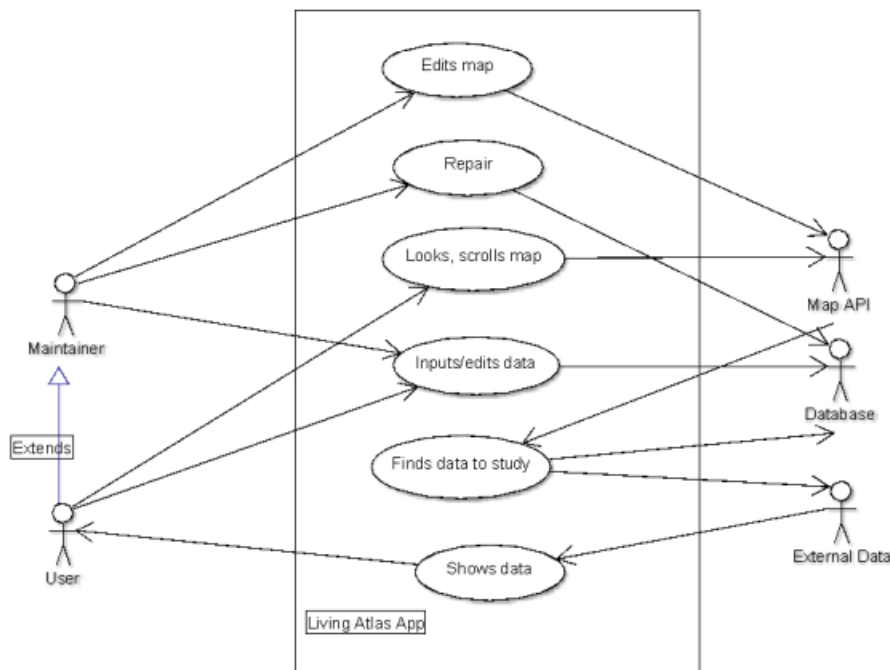 Edits map
Repair
Looks, scrolls map
Map API
Maintainer
Inputs/edits data
Database
Extends
Finds data to study
External Data
User
Shows data
Living Atlas App